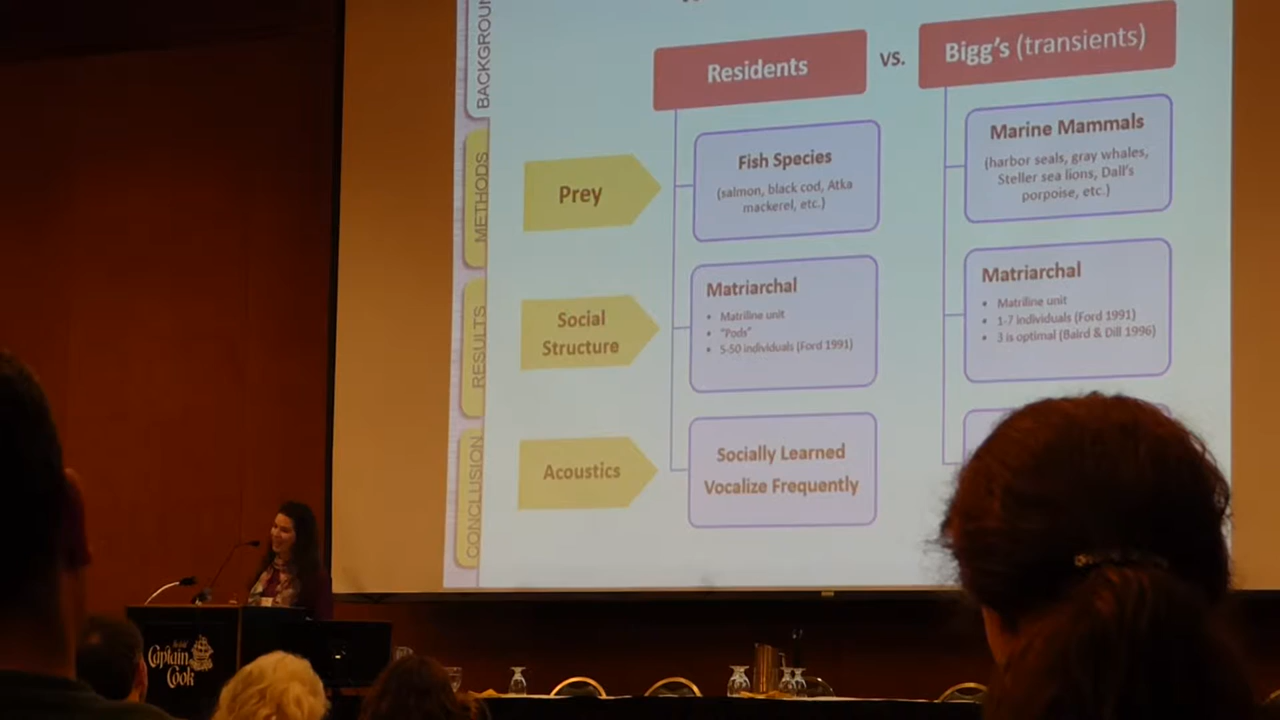 BACKGROUN
METHODS
RESULTS
CONCLUSION
Residents
vs.
Bigg's (transients)
Prey
Fish Species
(salmon, black cod, Atka
mackerel, etc.)
Marine Mammals
(harbor seals, gray whales,
Steller sea lions, Dall's
porpoise, etc.)
Social
Structure
Matriarchal
• Matriline unit
• "Pods"
• 5-50 individuals (Ford 1991)
Matriarchal
• Matriline unit
• 1-7 individuals (Ford 1991)
• 3 is optimal (Baird & Dill 1996)
Acoustics
Socially Learned
Vocalize Frequently
Captain
Cook